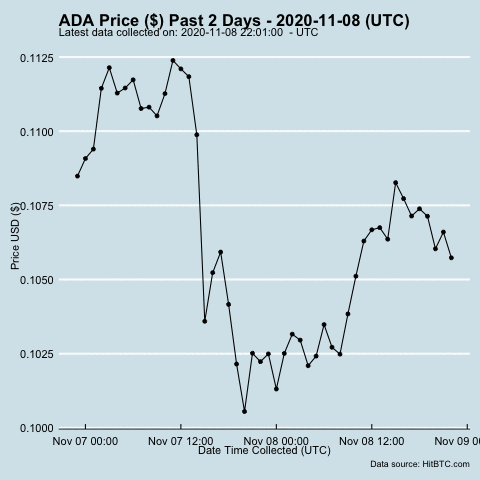 ADA Price ($) Past 2 Days - 2020-11-08 (UTC)
Latest data collected on: 2020-11-08 22:01:00 - UTC
0.1125
0.1100
0.1075
Price USD ($)
0.1050
0.1025
0.1000
Nov 07 00:00 Nov 07 12:00 Nov 08 00:00 Nov 08 12:00 Nov 09 0
Date Time Collected (UTC)
Data source: HitBTC.com